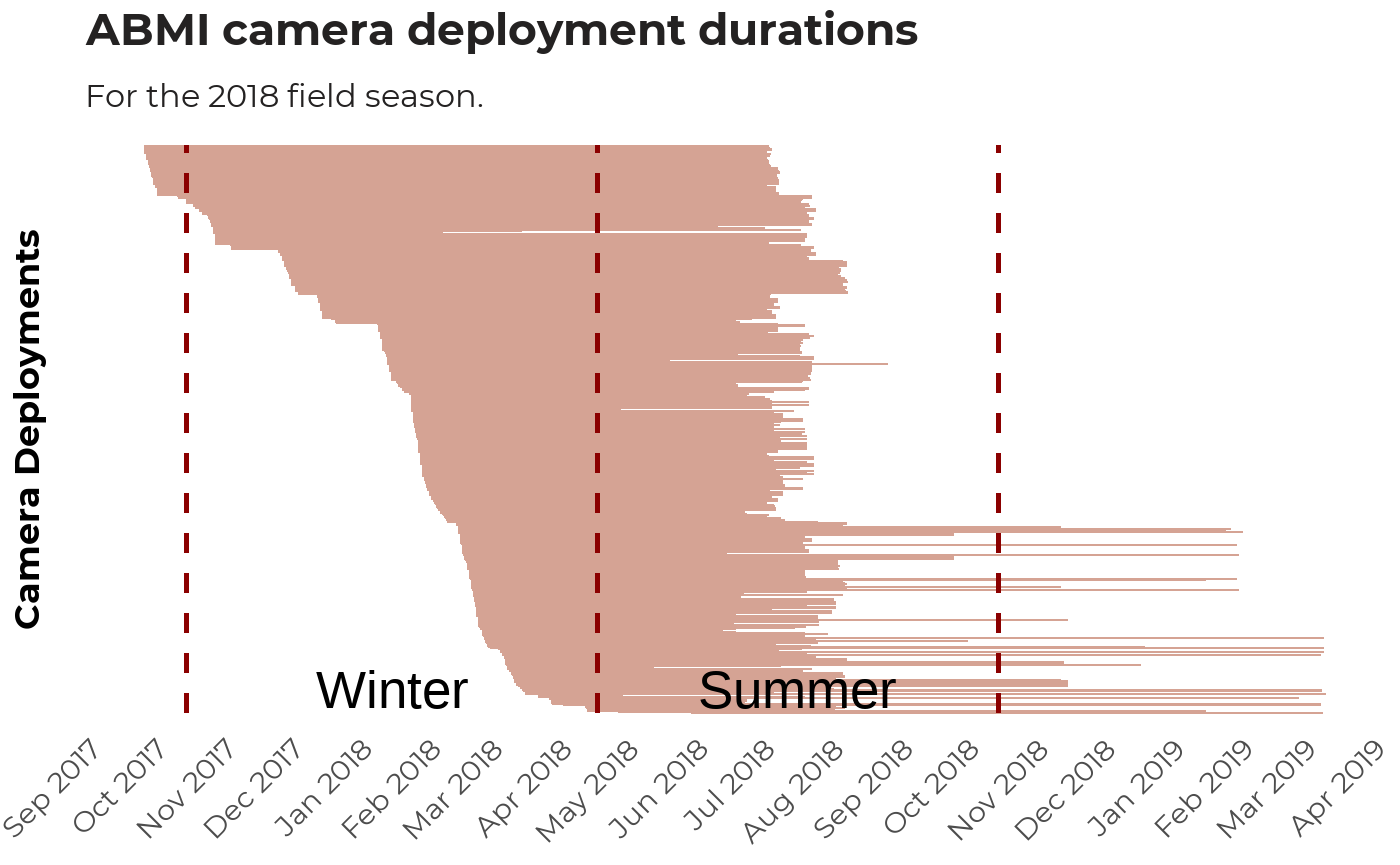 ABMI camera deployment durations
For the 2018 field season.
Camera Deployments
Winter
Summer
Sep 2017
Oct 2017
Nov 2017
Dec 2017
Jan 2018
Feb 2018
Mar 2018
Apr 2018
May 2018
Jun 2018
Jul 2018
Aug 2018
Sep 2018
Oct 2018
Nov 2018
Dec 2018
Jan 2019
Feb 2019
Mar 2019
Apr 2019